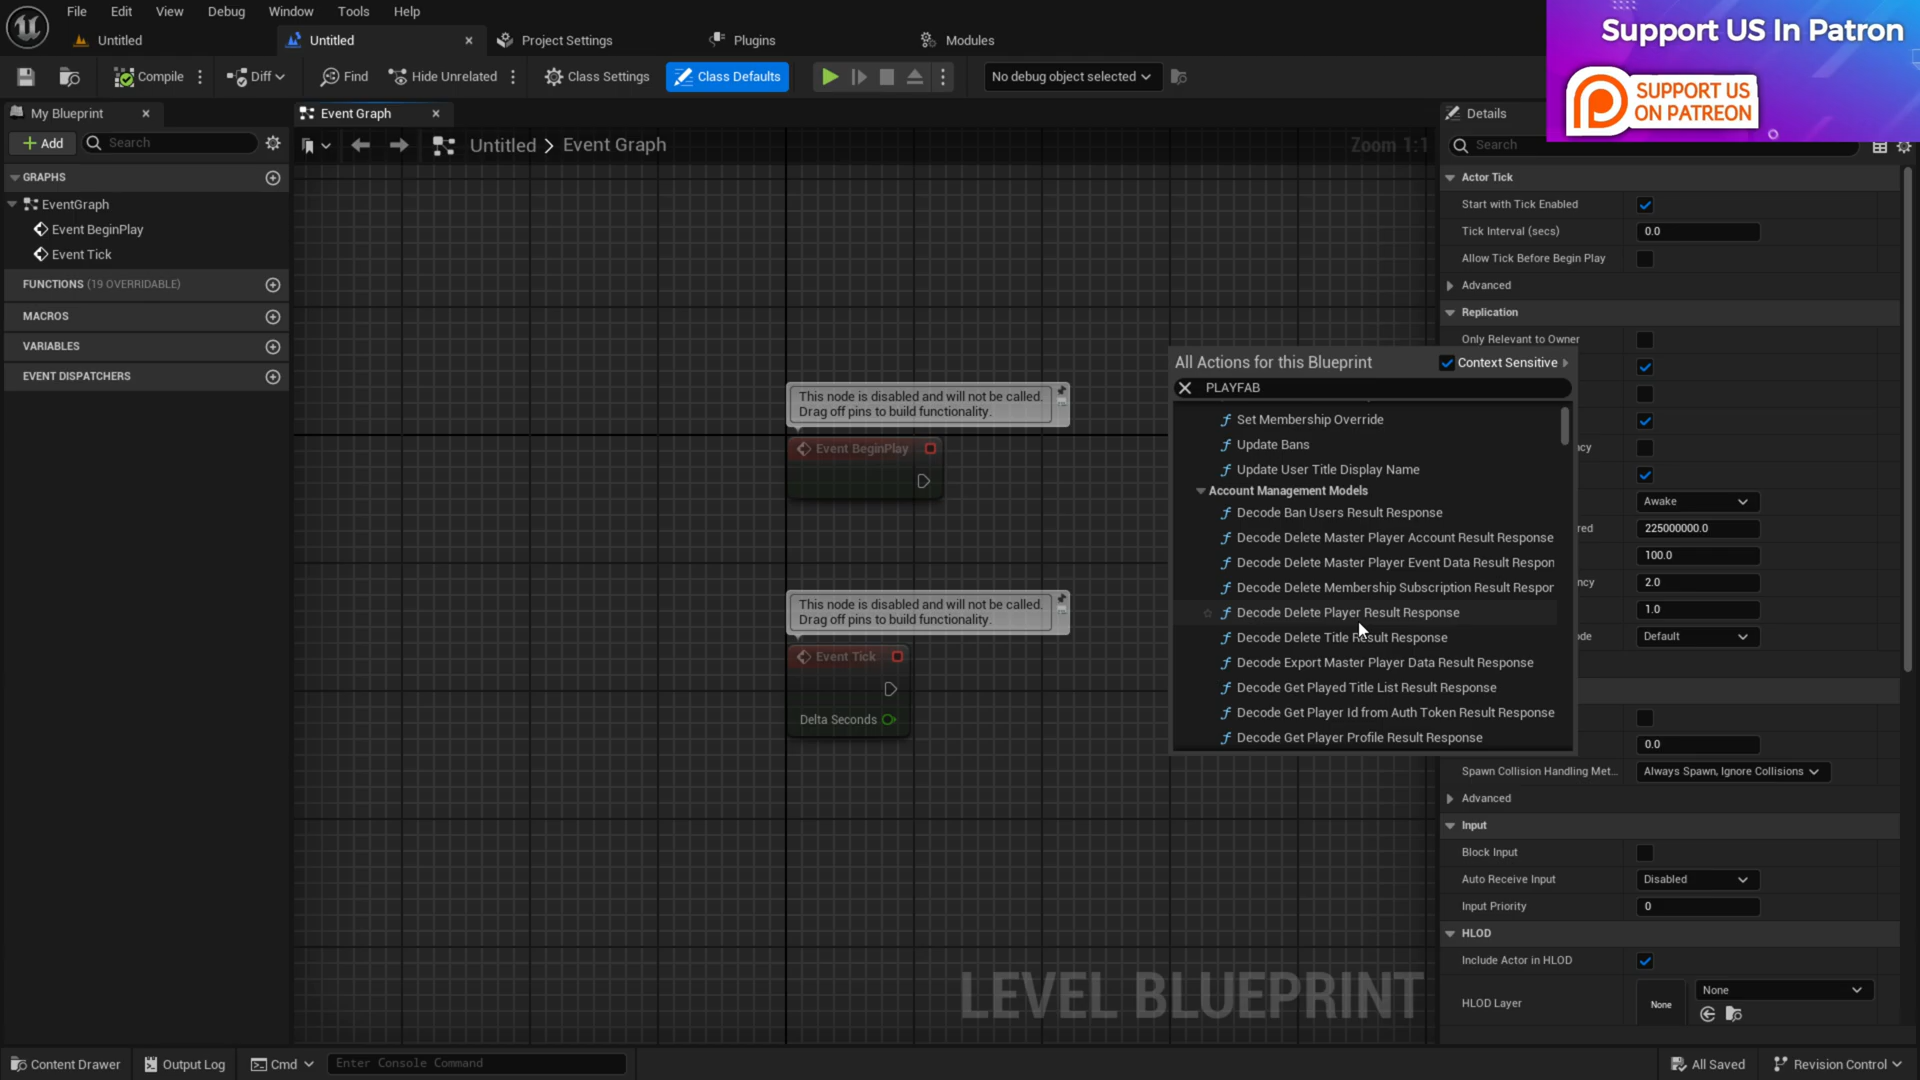 File Edit View Debug Window Tools Help
Support US In Patron
SUPPORT US
ON PATREON
Untitled
Untitled
Project Settings
Plugins
Modules
Compile
Diff
Find
Hide Unrelated
Class Settings
Class Defaults
No debug object selected
My Blueprint
Event Graph
Details
Add
Search
Untitled > Event Graph
Zoom 1:1
Search
GRAPHS
EventGraph
Event BeginPlay
Event Tick
FUNCTIONS (19 OVERRIDABLE)
MACROS
VARIABLES
EVENT DISPATCHERS
This node is disabled and will not be called.
Drag off pins to build functionality.
Event BeginPlay
This node is disabled and will not be called.
Drag off pins to build functionality.
Event Tick
Delta Seconds
LEVEL BLUEPRINT
All Actions for this Blueprint
Context Sensitive
PLAYFAB
Set Membership Override
Update Bans
Update User Title Display Name
Account Management Models
Decode Ban Users Result Response
Decode Delete Master Player Account Result Response
Decode Delete Master Player Event Data Result Respon
Decode Delete Membership Subscription Result Respor
Decode Delete Player Result Response
Decode Delete Title Result Response
Decode Export Master Player Data Result Response
Decode Get Played Title List Result Response
Decode Get Player Id from Auth Token Result Response
Decode Get Player Profile Result Response
Actor Tick
Start with Tick Enabled
Tick Interval (secs) 0.0
Allow Tick Before Begin Play
Advanced
Replication
Only Relevant to Owner
cy
Awake
red 225000000.0
100.0
ncy 2.0
1.0
ode Default
0.0
Spawn Collision Handling Met... Always Spawn, Ignore Collisions
Advanced
Input
Block Input
Auto Receive Input Disabled
Input Priority 0
HLOD
Include Actor in HLOD
HLOD Layer None None
Content Drawer
Output Log
Cmd
Enter Console Command
All Saved
Revision Control